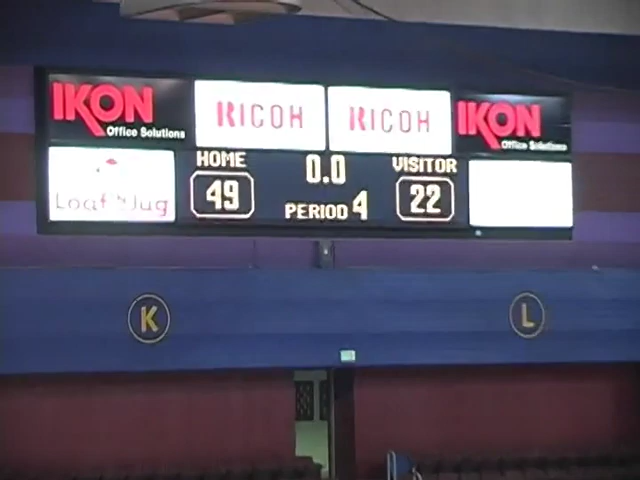 IKON
Office Solutions
RICOH
RICOH
IKON
Office Solutions
Loaf 'N Jug
HOME
0.0
VISITOR
49
PERIOD 4
22
K
L